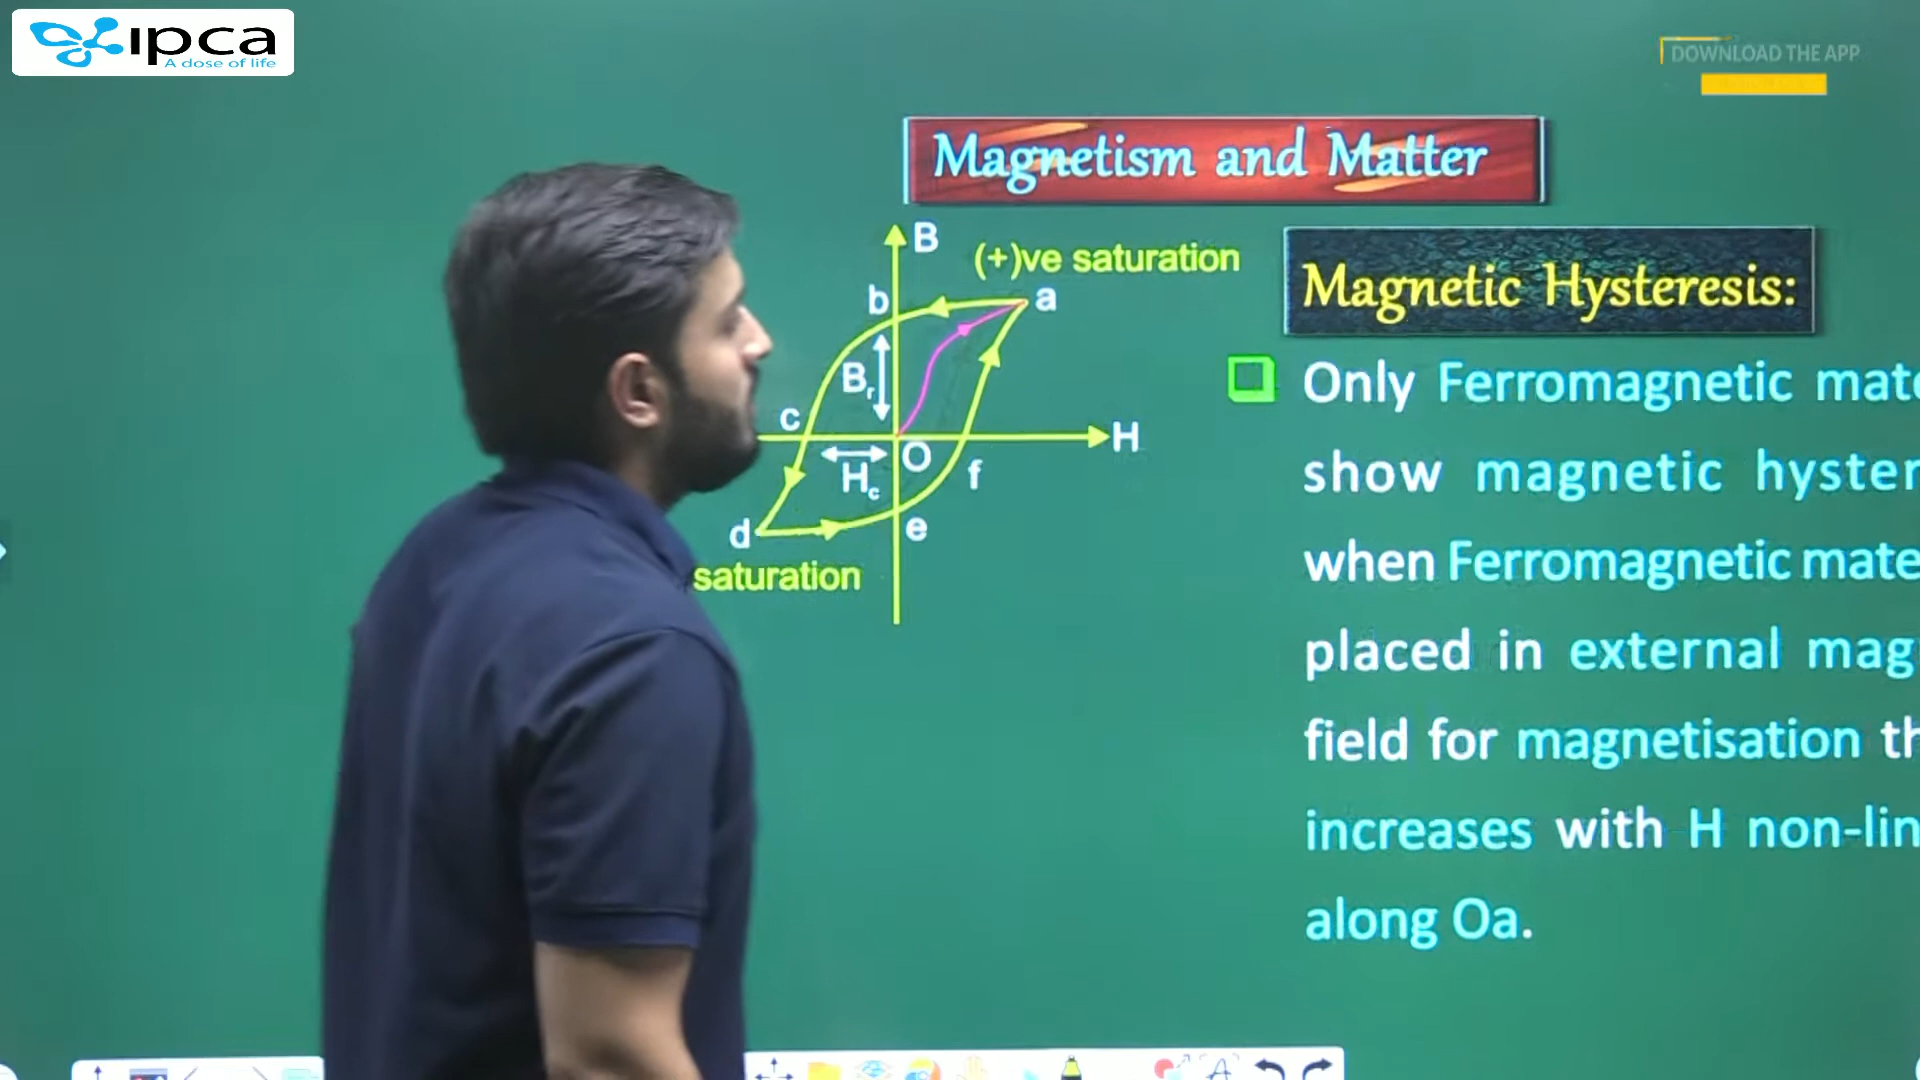 ipca
A dose of life
DOWNLOAD THE APP
Magnetism and Matter
B
(+)ve saturation
b
a
Br
c
H
O
Hc
f
d
e
saturation
Magnetic Hysteresis:
Only Ferromagnetic mate
show magnetic hyster
when Ferromagnetic mate
placed in external mag
field for magnetisation th
increases with H non-lin
along Oa.